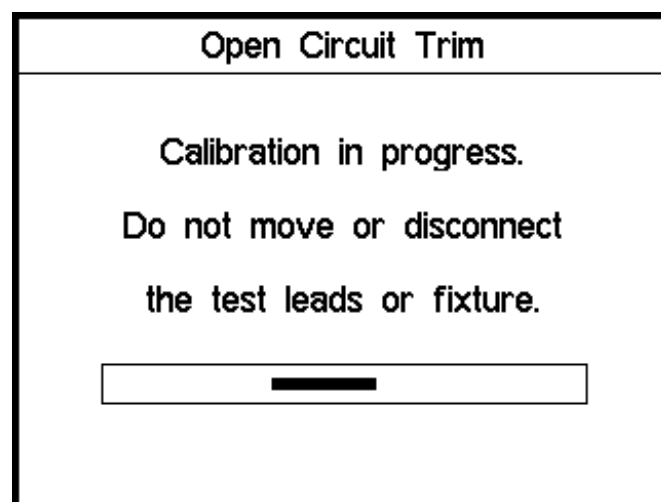 Open Circuit Trim
Calibration in progress.
Do not move or disconnect
the test leads or fixture.